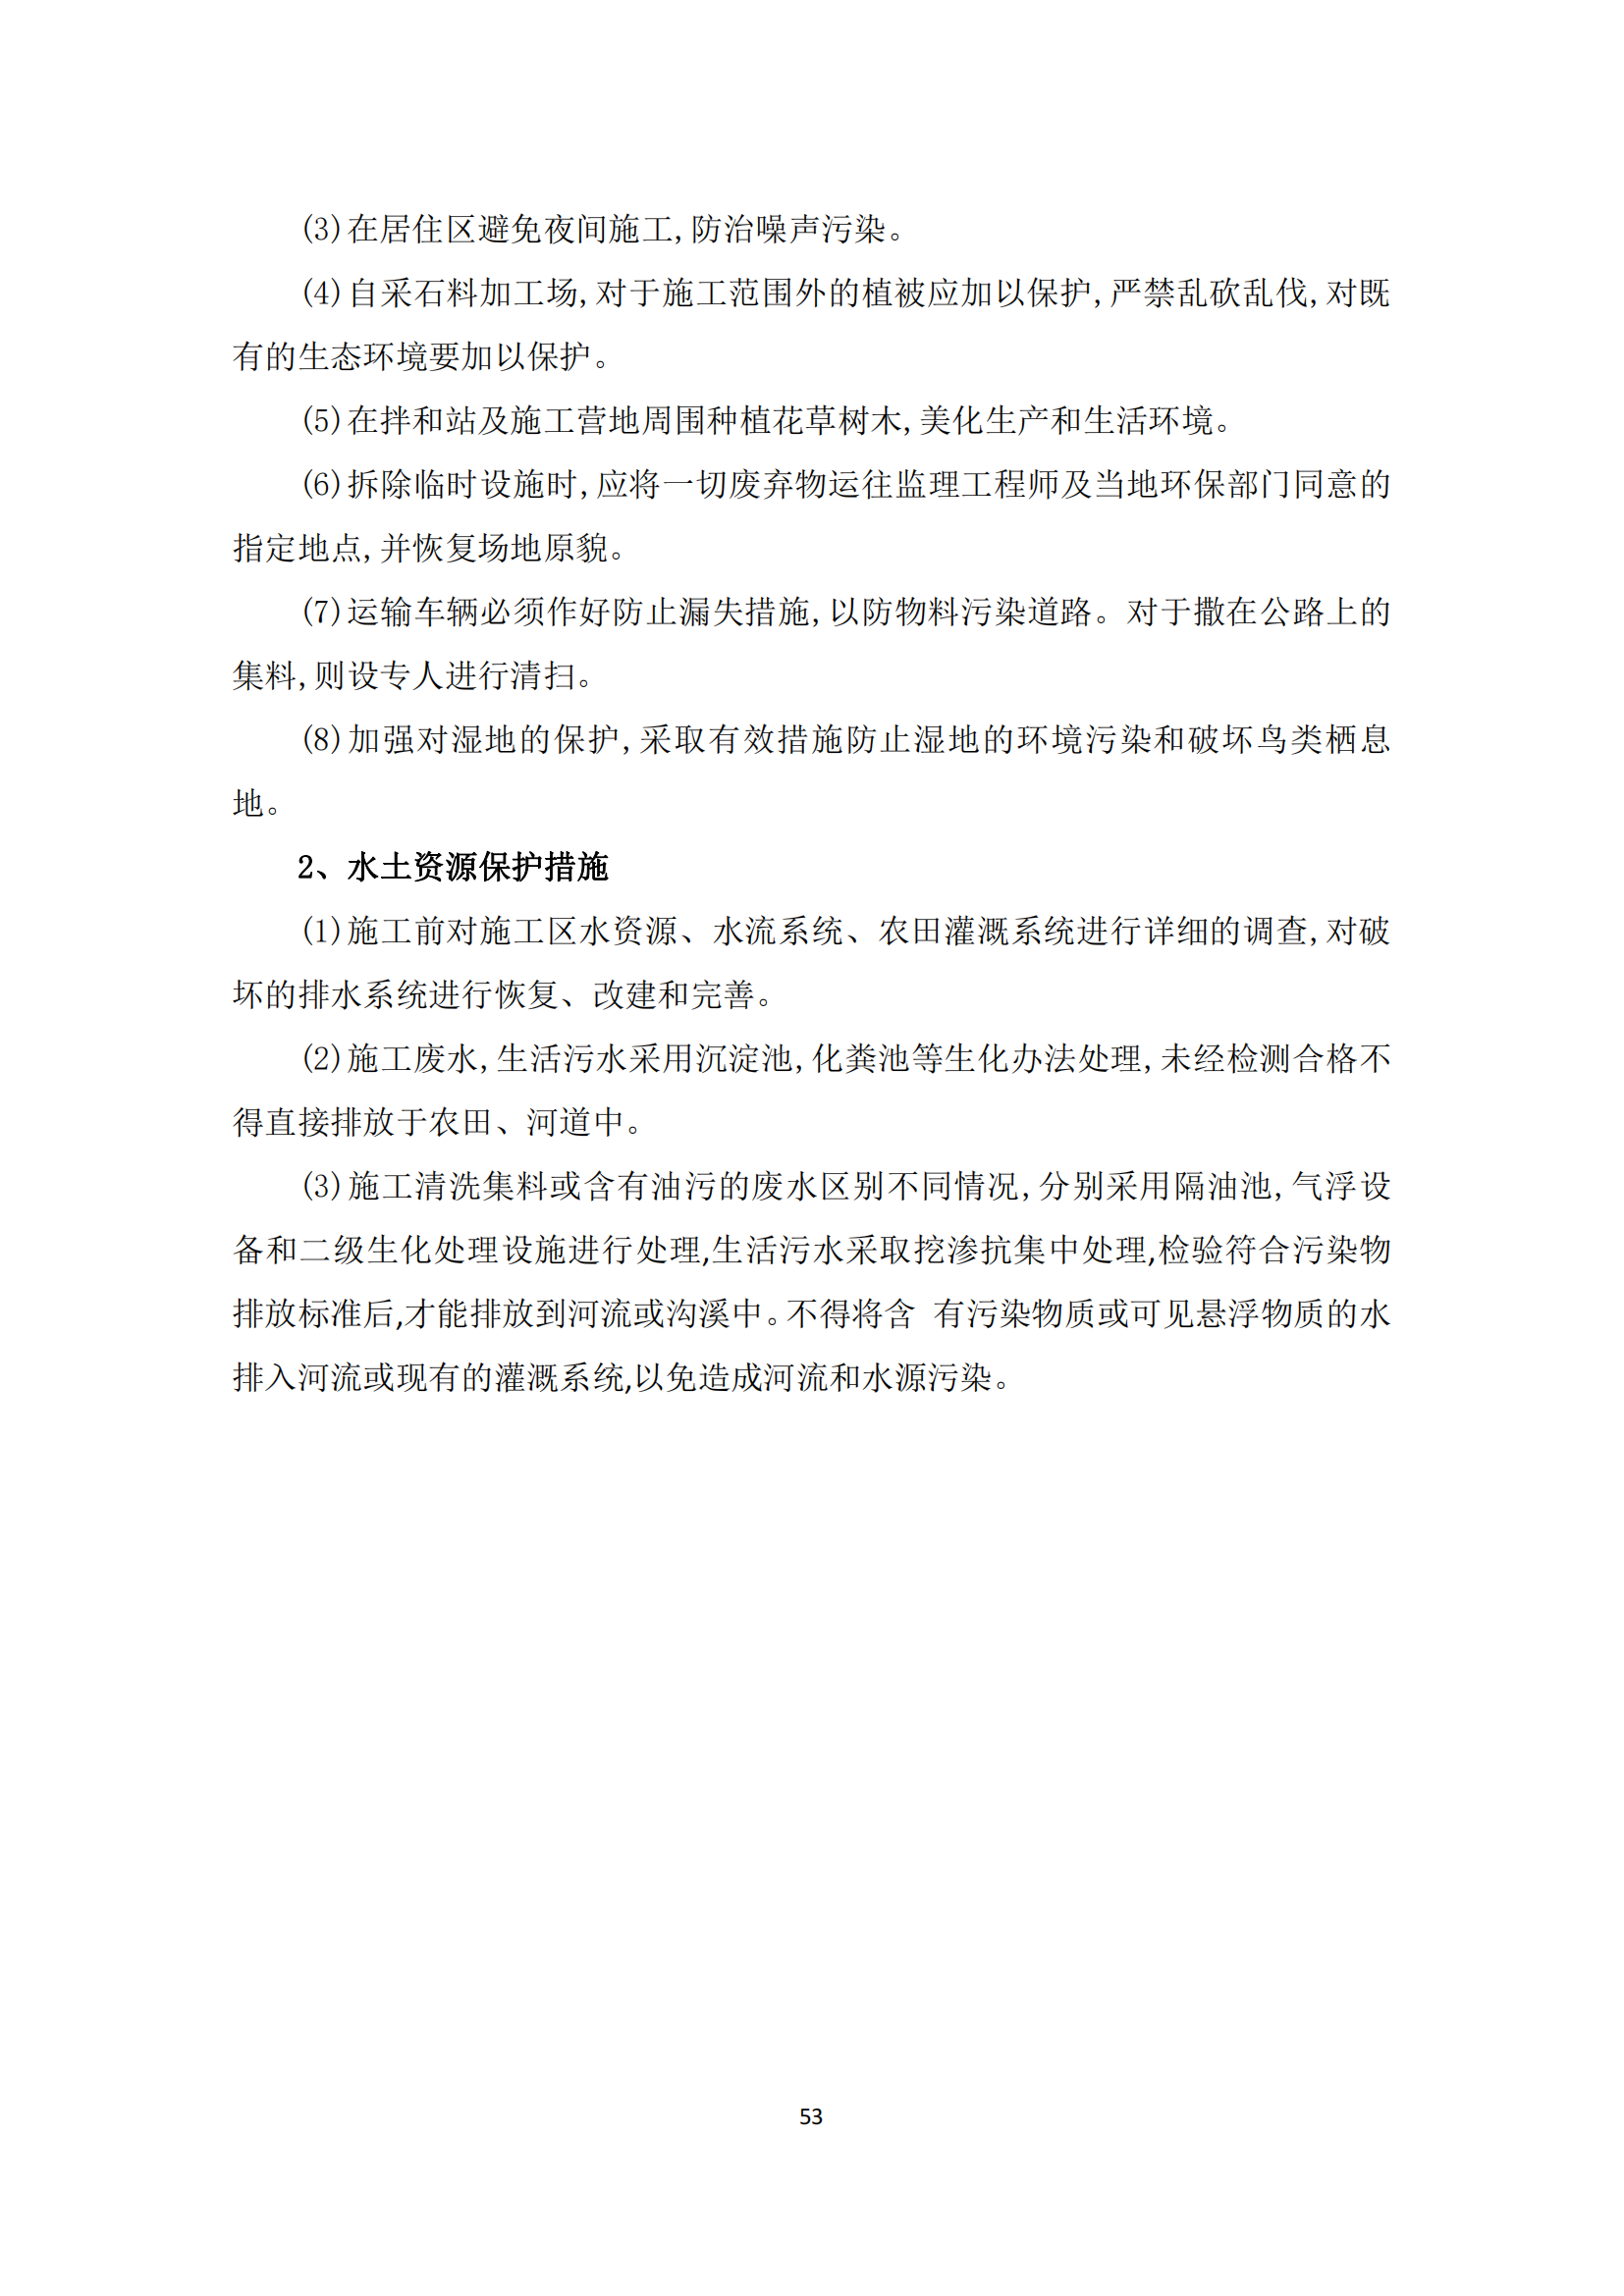 (3)在居住区避免夜间施工,防治噪声污染。
(4)自采石料加工场,对于施工范围外的植被应加以保护,严禁乱砍乱伐,对既
有的生态环境要加以保护。
(5)在拌和站及施工营地周围种植花草树木,美化生产和生活环境。
(6)拆除临时设施时,应将一切废弃物运往监理工程师及当地环保部门同意的
指定地点,并恢复场地原貌。
(7)运输车辆必须作好防止漏失措施,以防物料污染道路。对于撒在公路上的
集料,则设专人进行清扫。
(8)加强对湿地的保护,采取有效措施防止湿地的环境污染和破坏鸟类栖息
地。
2、水土资源保护措施
(1)施工前对施工区水资源、水流系统、农田灌溉系统进行详细的调查,对破
坏的排水系统进行恢复、改建和完善。
(2)施工废水,生活污水采用沉淀池,化粪池等生化办法处理,未经检测合格不
得直接排放于农田、河道中。
(3)施工清洗集料或含有油污的废水区别不同情况,分别采用隔油池,气浮设
备和二级生化处理设施进行处理,生活污水采取挖渗抗集中处理,检验符合污染物
排放标准后,才能排放到河流或沟溪中。不得将含 有污染物质或可见悬浮物质的水
排入河流或现有的灌溉系统,以免造成河流和水源污染。
53